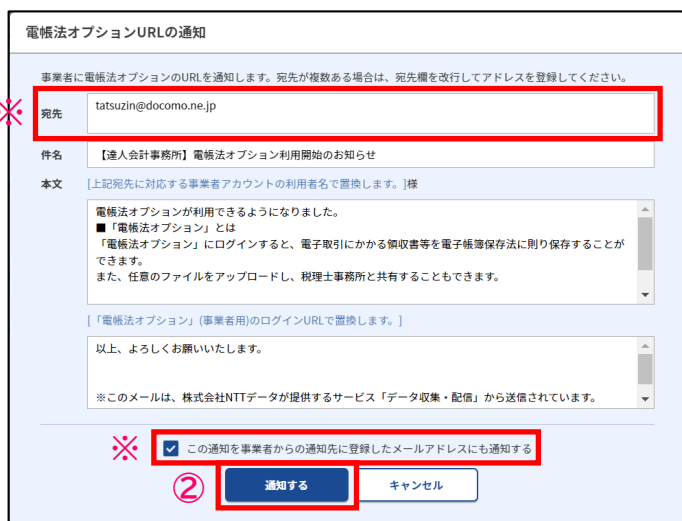 電帳法オプションURLの通知
事業者に電帳法オプションのURLを通知します。宛先が複数ある場合は、宛先欄を改行してアドレスを登録してください。
※
宛先
tatsuzin@docomo.ne.jp
件名
【達人会計事務所】電帳法オプション利用開始のお知らせ
本文
[上記宛先に対応する事業者アカウントの利用者名で置換します。]様
電帳法オプションが利用できるようになりました。
■「電帳法オプション」とは
「電帳法オプション」にログインすると、電子取引にかかる領収書等を電子帳簿保存法に則り保存することが
できます。
また、任意のファイルをアップロードし、税理士事務所と共有することもできます。
[「電帳法オプション」(事業者用)のログインURLで置換します。]
以上、よろしくお願いいたします。
※このメールは、株式会社NTTデータが提供するサービス「データ収集・配信」から送信されています。
※ この通知を事業者からの通知先に登録したメールアドレスにも通知する
② 通知する
キャンセル